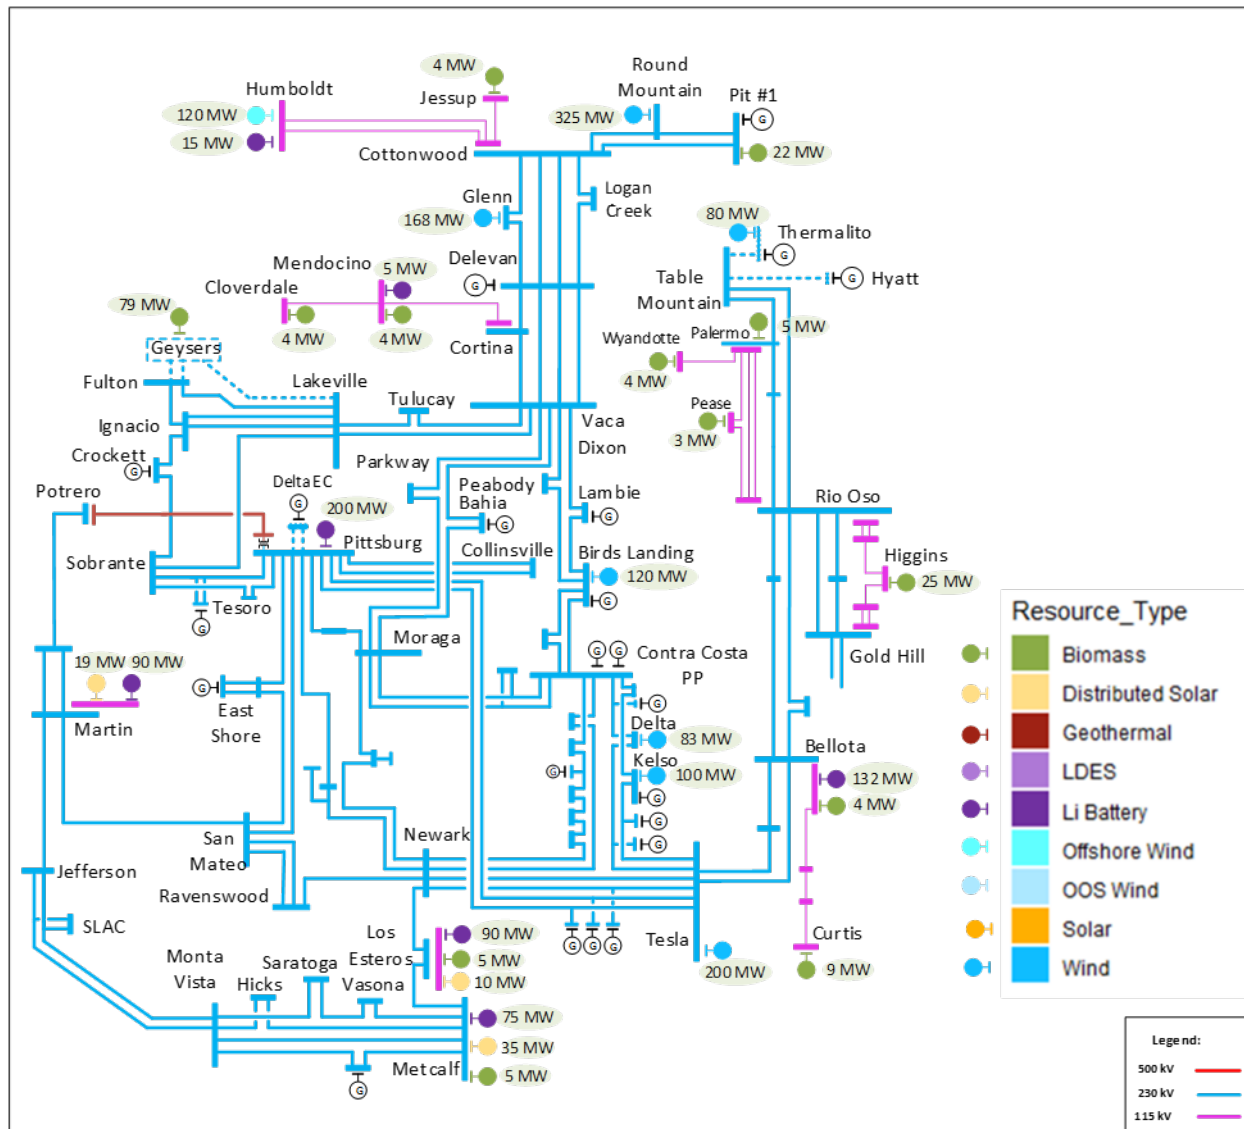 4 MW
Jessup
Humboldt
120 MW
15 MW
Round
Mountain
325 MW
Pit #1
G
22 MW
Cottonwood
Glenn
168 MW
Logan
Creek
80 MW
Thermalito
G
Table
Mountain
G
Hyatt
Delevan
G
Mendocino
5 MW
Cloverdale
4 MW
4 MW
Cortina
79 MW
Geysers
Fulton
Lakeville
Tulucay
Ignacio
Crockett
G
Vaca
Dixon
Wyandotte
4 MW
Palermo
5 MW
Pease
3 MW
Parkway
Peabody
Bahia
G
Lambie
G
Potrero
Delta EC
G
200 MW
Pittsburg
Collinsville
Birds Landing
120 MW
G
Rio Oso
Higgins
25 MW
Gold Hill
Sobrante
Tesoro
G
Moraga
G
G
Contra Costa
PP
G
19 MW
90 MW
Martin
G
East
Shore
Delta
83 MW
Kelso
100 MW
G
G
G
G
Bellota
132 MW
4 MW
San
Mateo
Ravenswood
Newark
Jefferson
SLAC
Monta
Vista
Hicks
Saratoga
Vasona
Los
Esteros
90 MW
5 MW
10 MW
G
G
G
Tesla
200 MW
Curtis
9 MW
75 MW
35 MW
5 MW
Metcalf
G
Resource_Type
Biomass
Distributed Solar
Geothermal
LDES
Li Battery
Offshore Wind
OOS Wind
Solar
Wind
Legend:
500 kV
230 kV
115 kV